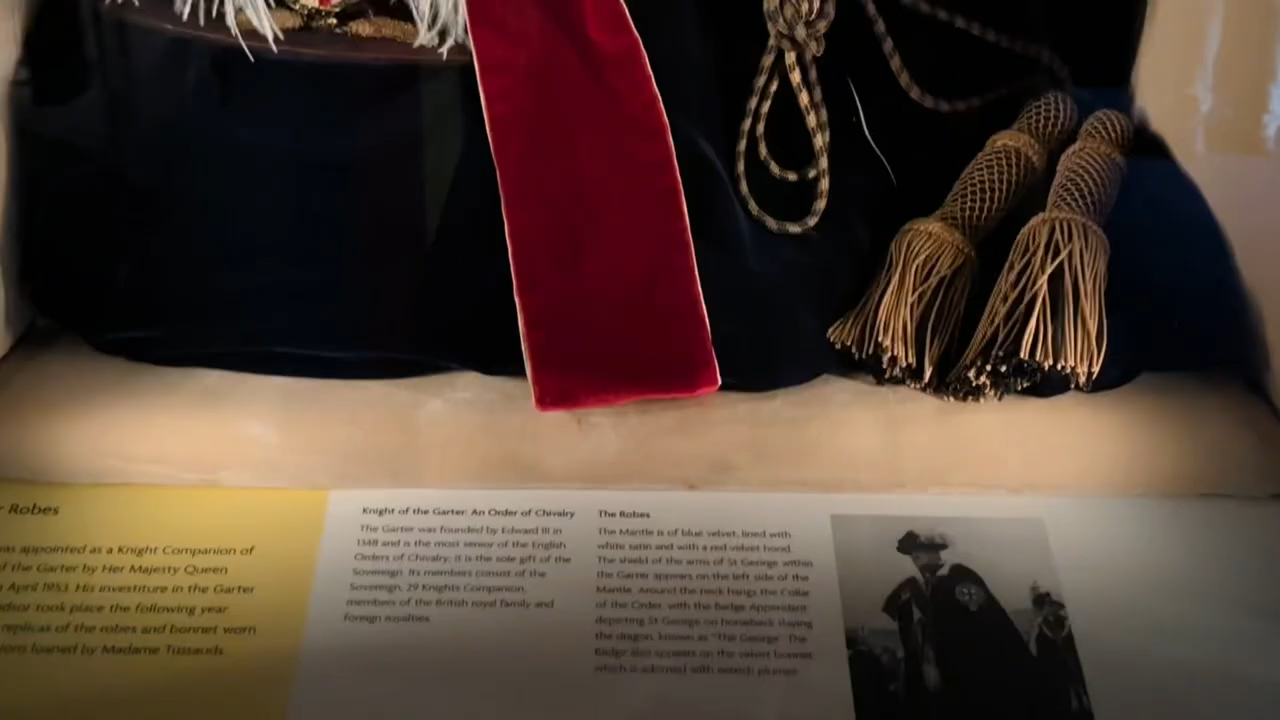 r Robes
was appointed as a Knight Companion of
of the Garter by Her Majesty Queen
April 1953. His investiture in the Garter
dsor took place the following year.
replicas of the robes and bonnet worn
ions loaned by Madame Tussauds.
Knight of the Garter: An Order of Chivalry
The Garter was founded by Edward III in
1348 and is the most senior of the English
Orders of Chivalry; it is the sole gift of the
Sovereign. Its members consist of the
Sovereign, 29 Knights Companion,
members of the British royal family and
foreign royalties.
The Robes
The Mantle is of blue velvet, lined with
white satin and with a red velvet hood.
The shield of the arms of St George within
the Garter appears on the left side of the
Mantle. Around the neck hangs the Collar
of the Order, with the Badge Appendant
depicting St George on horseback slaying
the dragon, known as "The George". The
Badge also appears on the velvet bonnet
which is adorned with ostrich plumes.